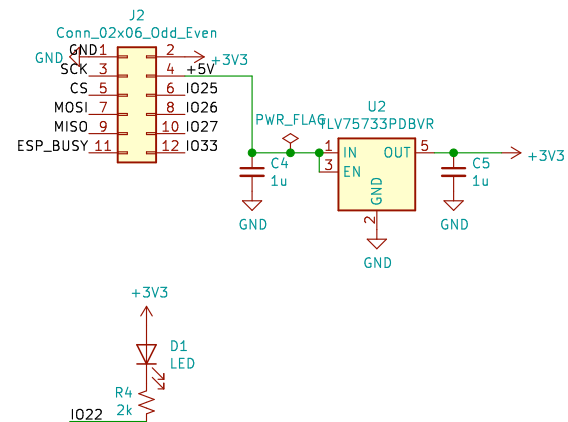 J2
Conn_02x06_Odd_Even
GND GND 1 2 +3V3
SCK 3 4 +5V
CS 5 6 IO25
MOSI 7 8 IO26
MISO 9 10 IO27
ESP_BUSY 11 12 IO33
PWR_FLAG
U2
TLV75733PDBVR
1 IN OUT 5
3 EN
GND
2
GND
C4
1u
GND
C5
1u
GND
+3V3
+3V3
D1
LED
R4
2k
IO22